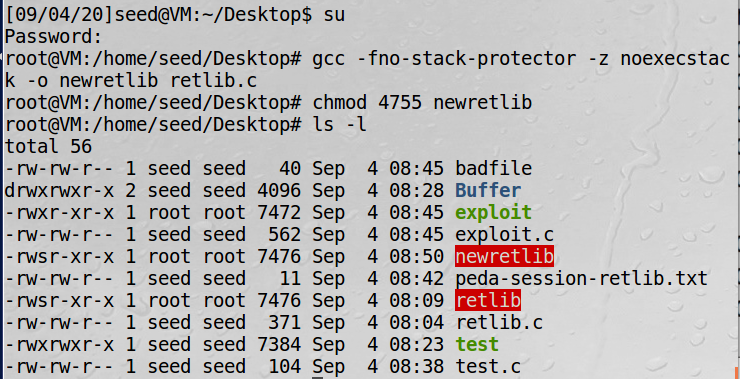 [09/04/20]seed@VM:~/Desktop$ su
Password:
root@VM:/home/seed/Desktop# gcc -fno-stack-protector -z noexecstac
k -o newretlib retlib.c
root@VM:/home/seed/Desktop# chmod 4755 newretlib
root@VM:/home/seed/Desktop# ls -l
total 56
-rw-rw-r-- 1 seed seed   40 Sep  4 08:45 badfile
drwxrwxr-x 2 seed seed 4096 Sep  4 08:28 Buffer
-rwxr-xr-x 1 root root 7472 Sep  4 08:45 exploit
-rw-rw-r-- 1 seed seed  562 Sep  4 08:45 exploit.c
-rwsr-xr-x 1 root root 7476 Sep  4 08:50 newretlib
-rw-rw-r-- 1 seed seed   11 Sep  4 08:42 peda-session-retlib.txt
-rwsr-xr-x 1 root root 7476 Sep  4 08:09 retlib
-rw-rw-r-- 1 seed seed  371 Sep  4 08:04 retlib.c
-rwxrwxr-x 1 seed seed 7384 Sep  4 08:23 test
-rw-rw-r-- 1 seed seed  104 Sep  4 08:38 test.c